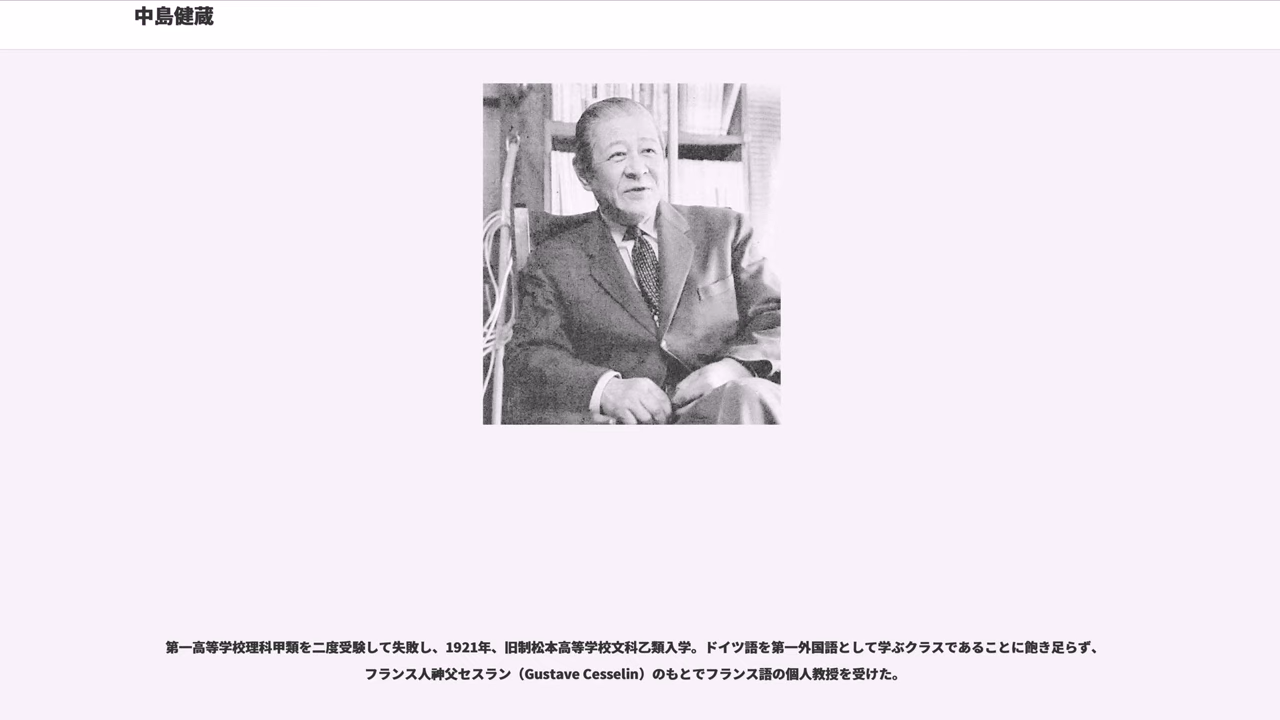 中島健蔵
第一高等学校理科甲類を二度受験して失敗し、1921年、旧制松本高等学校文科乙類入学。ドイツ語を第一外国語として学ぶクラスであることに飽き足らず、
フランス人神父セスラン（Gustave Cesselin）のもとでフランス語の個人教授を受けた。